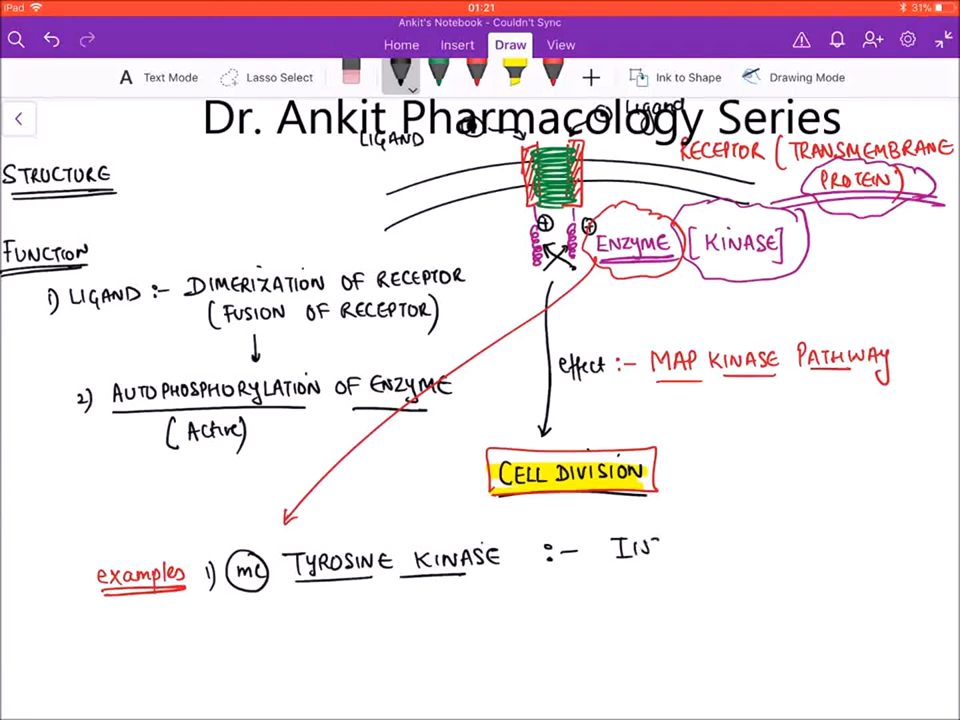 iPad 01:21 31%
Ankit's Notebook - Couldn't Sync
Home Insert Draw View
A Text Mode Lasso Select Ink to Shape Drawing Mode
Dr. Ankit Pharmacology Series
LIGAND Ligand
RECEPTOR (TRANSMEMBRANE
PROTEIN)
STRUCTURE
ENZYME [KINASE]
FUNCTION
1) LIGAND :- DIMERIZATION OF RECEPTOR
(FUSION OF RECEPTOR)
2) AUTOPHOSPHORYLATION OF ENZYME
(Active)
effect :- MAP KINASE PATHWAY
CELL DIVISION
examples 1) mc TYROSINE KINASE :-